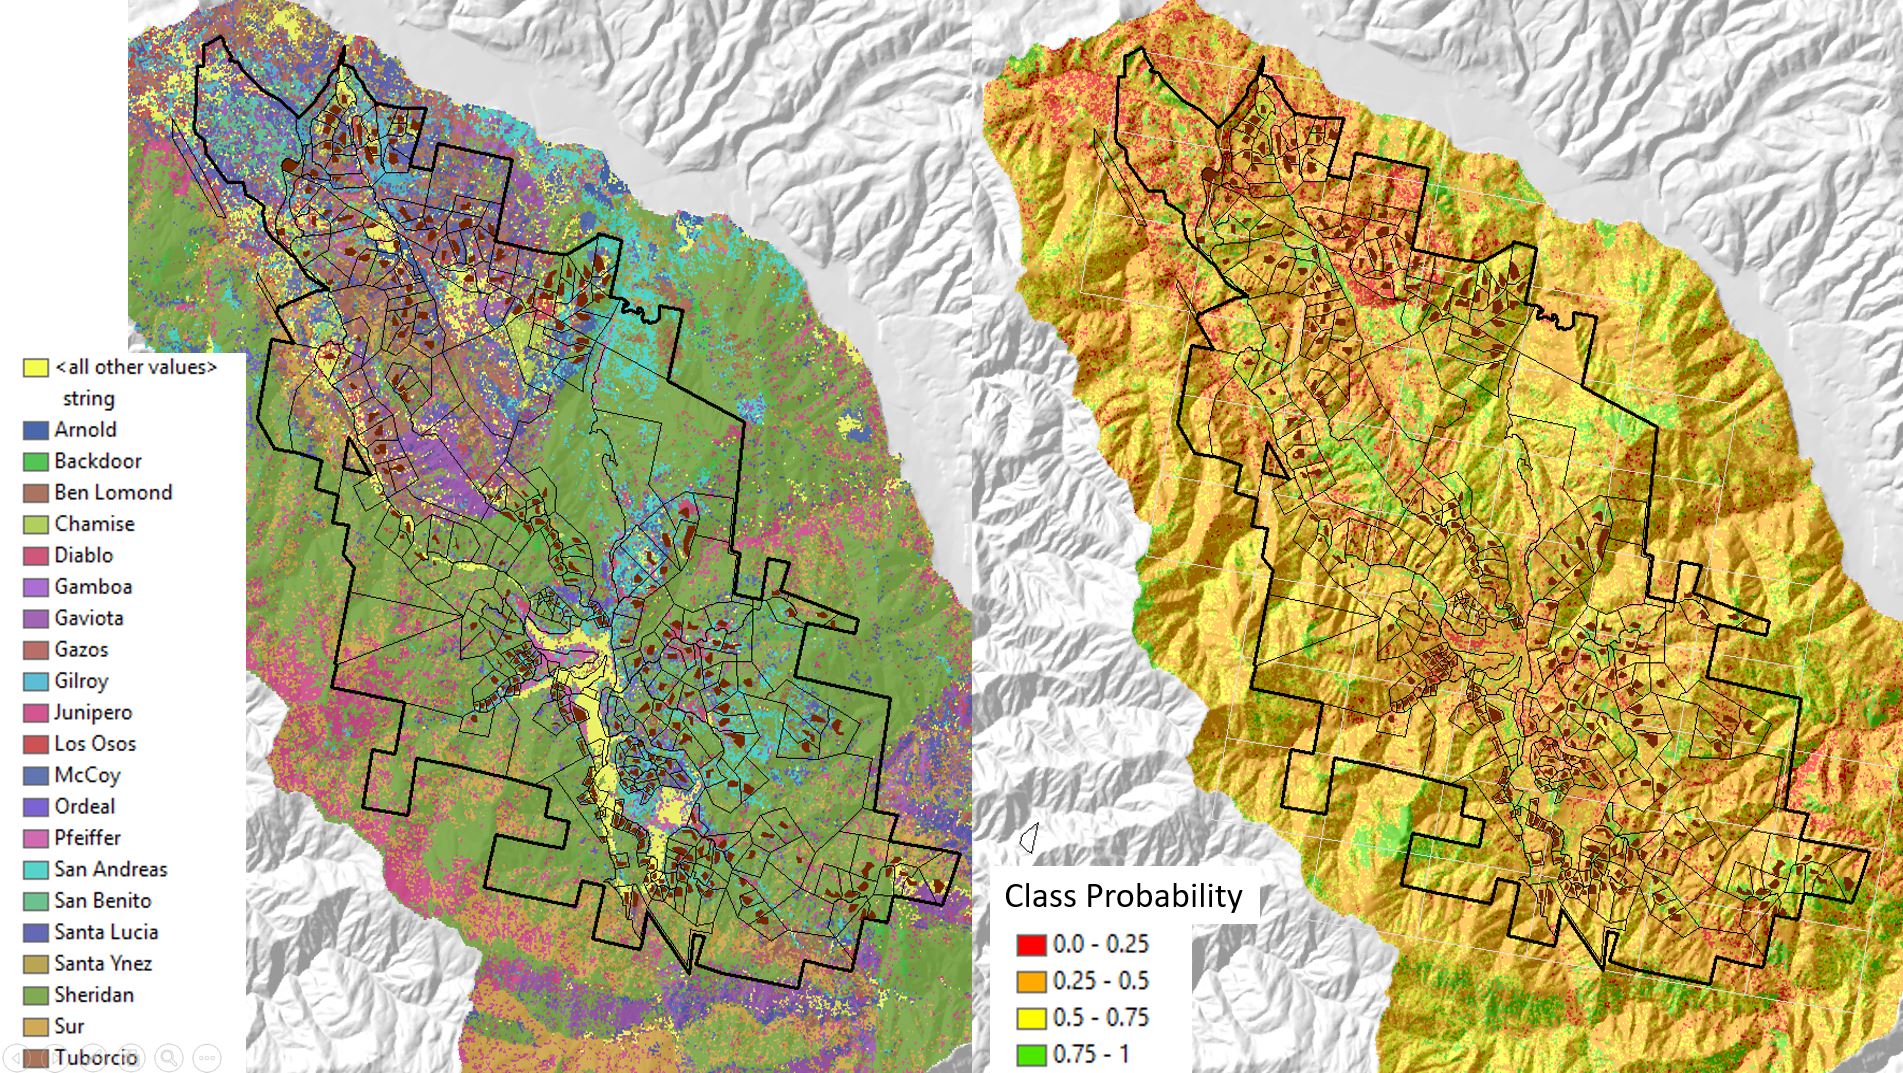 <all other values>
string
Arnold
Backdoor
Ben Lomond
Chamise
Diablo
Gamboa
Gaviota
Gazos
Gilroy
Junipero
Los Osos
McCoy
Ordeal
Pfeiffer
San Andreas
San Benito
Santa Lucia
Santa Ynez
Sheridan
Sur
Tuborcio
Class Probability
0.0 - 0.25
0.25 - 0.5
0.5 - 0.75
0.75 - 1